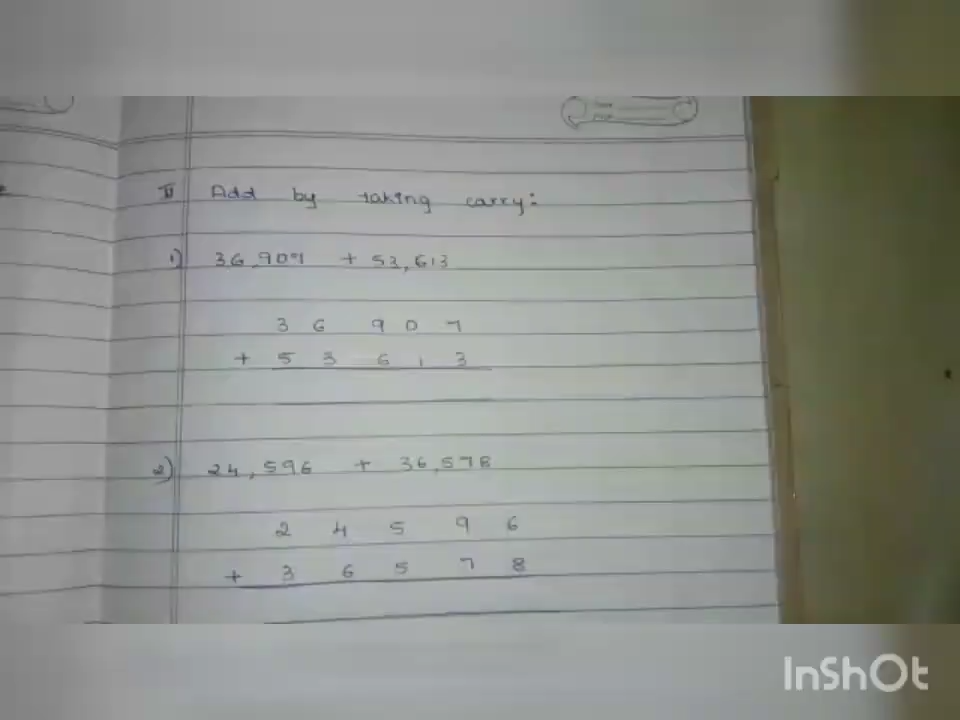 II Add by taking carry:
1) 36,907 + 53,613
3 6 9 0 7
+ 5 3 6 1 3
2) 24,596 + 36,578
2 4 5 9 6
+ 3 6 5 7 8
InShOt